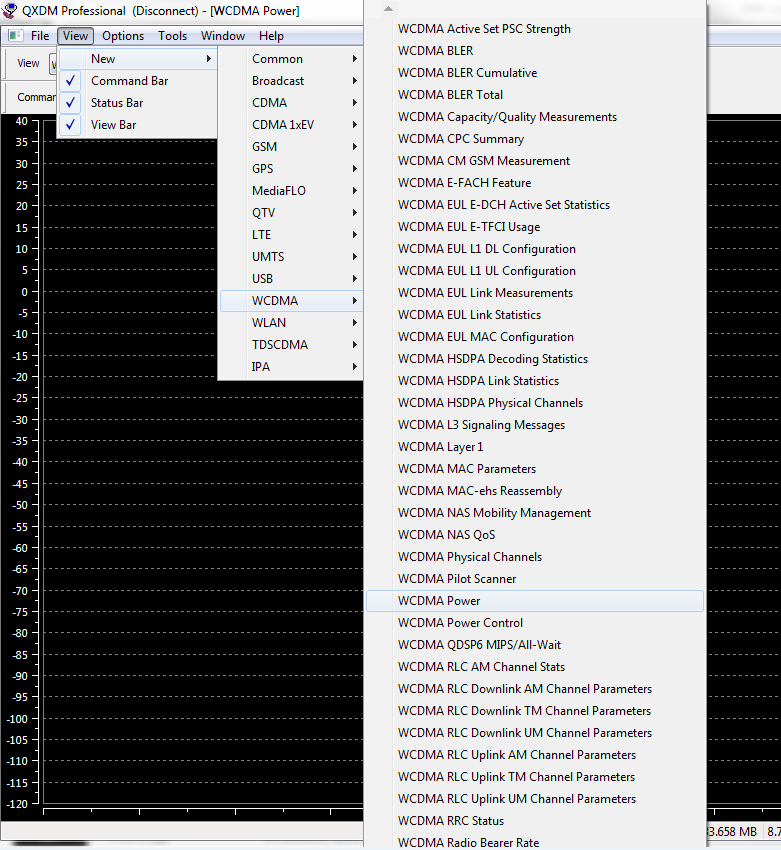 QXDM Professional (Disconnect) - [WCDMA Power]
File View Options Tools Window Help
View
Comman
New
Command Bar
Status Bar
View Bar
Common
Broadcast
CDMA
CDMA 1xEV
GSM
GPS
MediaFLO
QTV
LTE
UMTS
USB
WCDMA
WLAN
TDSCDMA
IPA
WCDMA Active Set PSC Strength
WCDMA BLER
WCDMA BLER Cumulative
WCDMA BLER Total
WCDMA Capacity/Quality Measurements
WCDMA CPC Summary
WCDMA CM GSM Measurement
WCDMA E-FACH Feature
WCDMA EUL E-DCH Active Set Statistics
WCDMA EUL E-TFCI Usage
WCDMA EUL L1 DL Configuration
WCDMA EUL L1 UL Configuration
WCDMA EUL Link Measurements
WCDMA EUL Link Statistics
WCDMA EUL MAC Configuration
WCDMA HSDPA Decoding Statistics
WCDMA HSDPA Link Statistics
WCDMA HSDPA Physical Channels
WCDMA L3 Signaling Messages
WCDMA Layer 1
WCDMA MAC Parameters
WCDMA MAC-ehs Reassembly
WCDMA NAS Mobility Management
WCDMA NAS QoS
WCDMA Physical Channels
WCDMA Pilot Scanner
WCDMA Power
WCDMA Power Control
WCDMA QDSP6 MIPS/All-Wait
WCDMA RLC AM Channel Stats
WCDMA RLC Downlink AM Channel Parameters
WCDMA RLC Downlink TM Channel Parameters
WCDMA RLC Downlink UM Channel Parameters
WCDMA RLC Uplink AM Channel Parameters
WCDMA RLC Uplink TM Channel Parameters
WCDMA RLC Uplink UM Channel Parameters
WCDMA RRC Status
WCDMA Radio Bearer Rate
40
35
30
25
20
15
10
5
0
-5
-10
-15
-20
-25
-30
-35
-40
-45
-50
-55
-60
-65
-70
-75
-80
-85
-90
-95
-100
-105
-110
-115
-120
3.658 MB 8.7